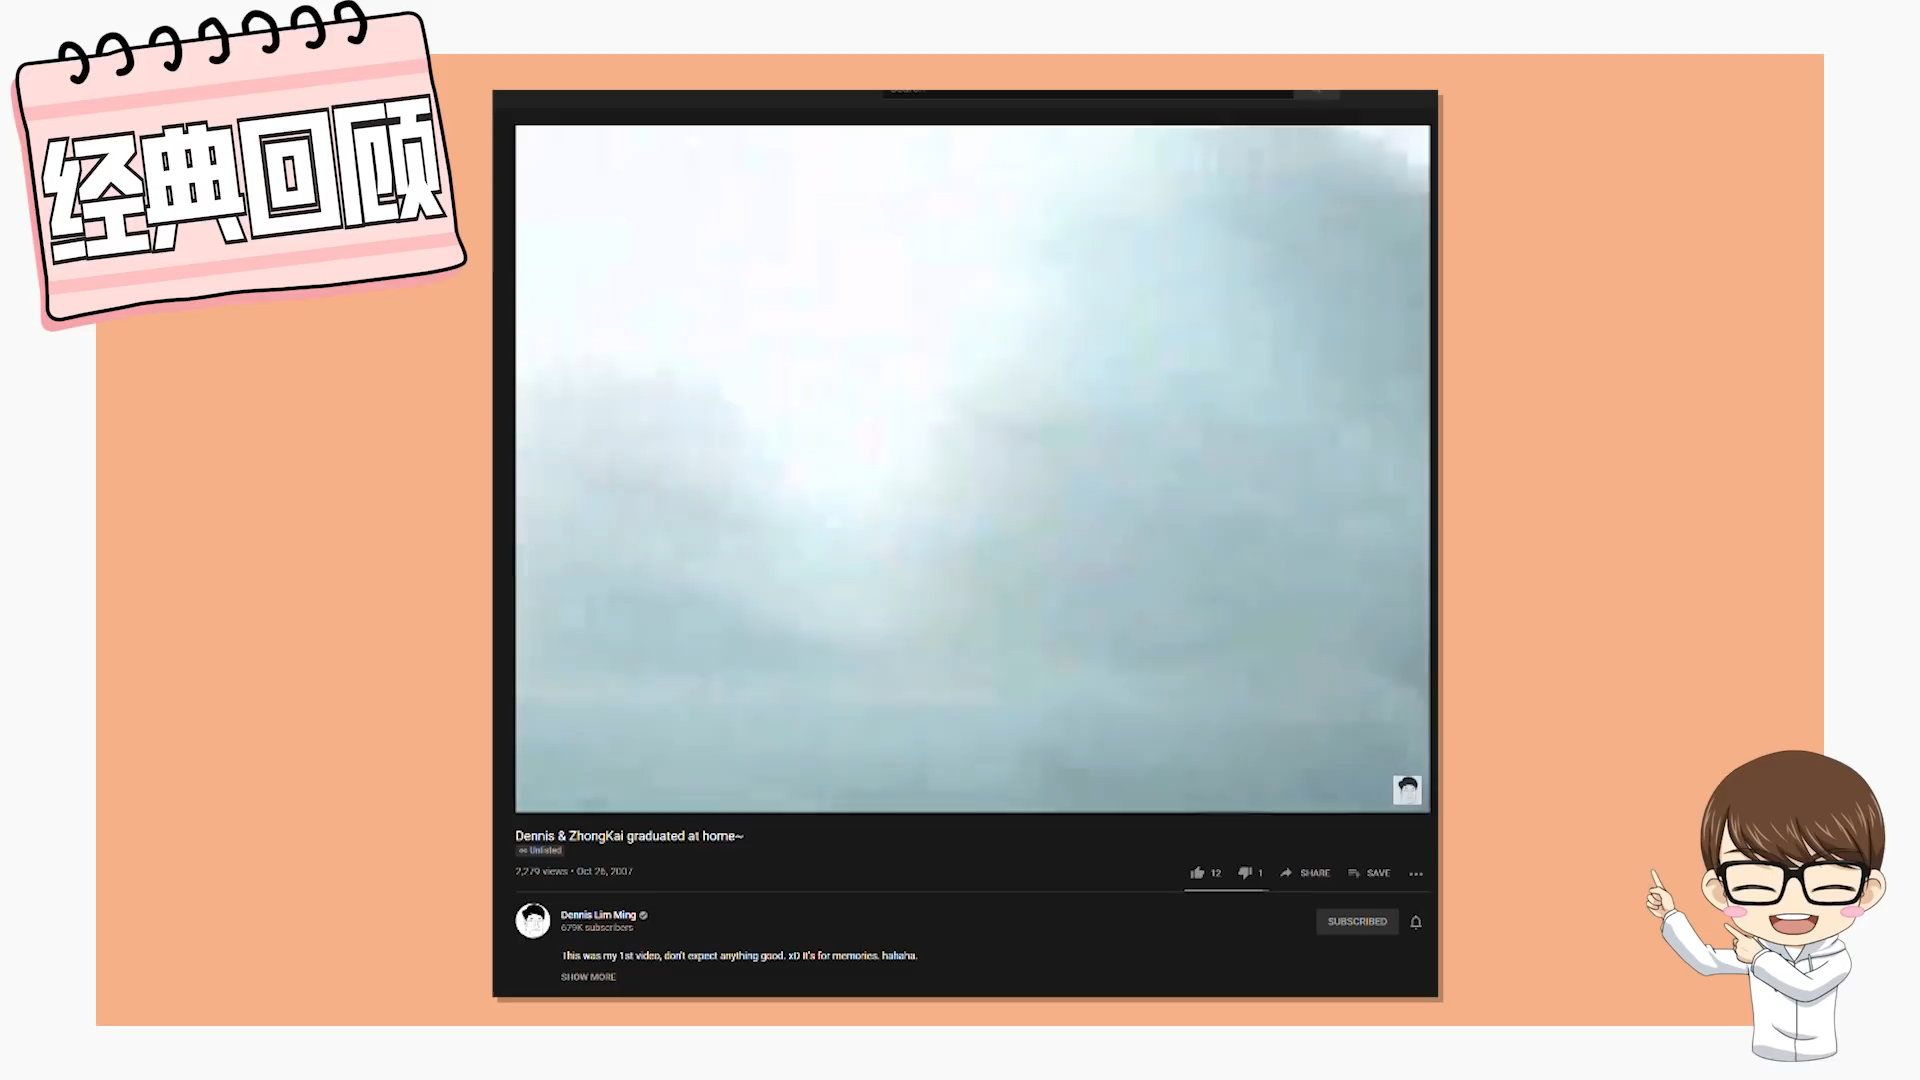 经典回顾
Dennis & ZhongKai graduated at home~
Unlisted
2,279 views • Oct 26, 2007
12
1
SHARE
SAVE
Dennis Lim Ming
679K subscribers
SUBSCRIBED
This was my 1st video, don't expect anything good. xD It's for memories. hahaha.
SHOW MORE